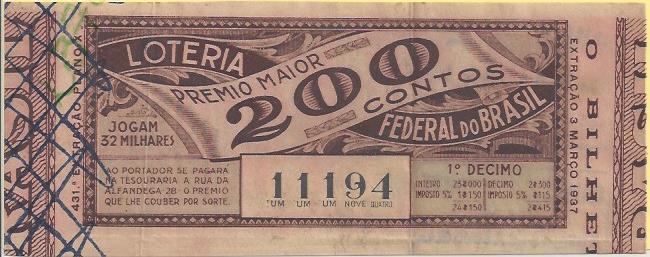 431.ª EXTRAÇÃO PLANO X
LOTERIA
PREMIO MAIOR
200
CONTOS
FEDERAL DO BRASIL
JOGAM
32 MILHARES
AO PORTADOR SE PAGARÁ
NA TESOURARIA A RUA DA
ALFANDEGA-28-O PREMIO
QUE LHE COUBER POR SORTE.
11194
UM UM UM NOVE QUATRO
1º DECIMO
INTEIRO 23$000 DECIMO 2$300
IMPOSTO 5% 1$150 IMPOSTO 5% $115
24$150 2$415
EXTRAÇÃO 3 MARÇO 1937
O BILHET